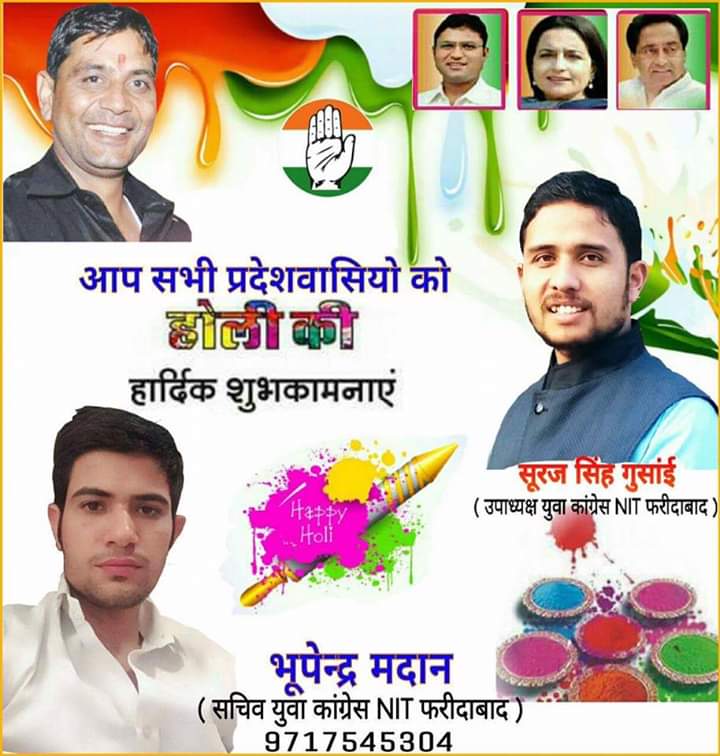 आप सभी प्रदेशवासियो को
होली की
हार्दिक शुभकामनाएं
सूरज सिंह गुसांई
( उपाध्यक्ष युवा कांग्रेस NIT फरीदाबाद )
Happy
Holi
भूपेन्द्र मदान
( सचिव युवा कांग्रेस NIT फरीदाबाद )
9717545304